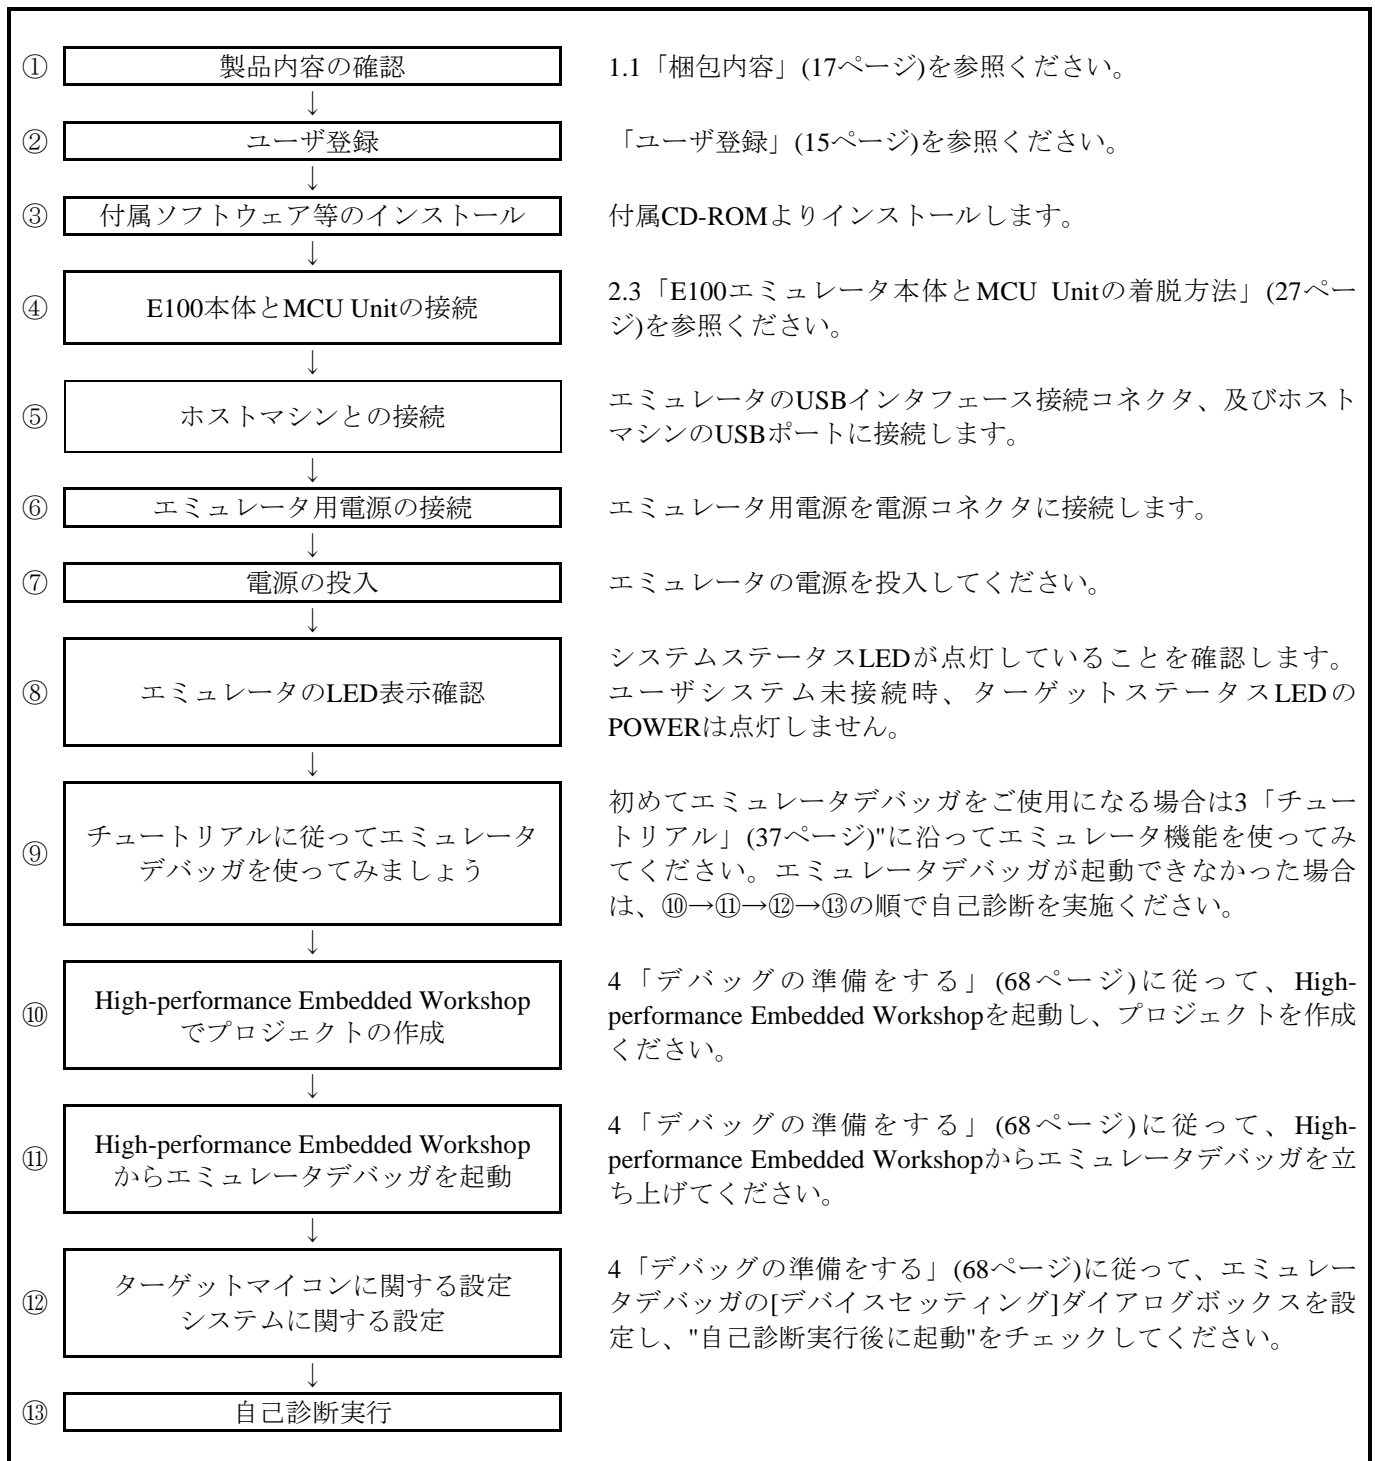 ① 製品内容の確認 1.1「梱包内容」(17ページ)を参照ください。
↓
② ユーザ登録 「ユーザ登録」(15ページ)を参照ください。
↓
③ 付属ソフトウェア等のインストール 付属CD-ROMよりインストールします。
↓
④ E100本体とMCU Unitの接続
2.3「E100エミュレータ本体とMCU Unitの着脱方法」(27ペー
ジ)を参照ください。
↓
⑤ ホストマシンとの接続
エミュレータのUSBインタフェース接続コネクタ、及びホスト
マシンのUSBポートに接続します。
↓
⑥ エミュレータ用電源の接続 エミュレータ用電源を電源コネクタに接続します。
↓
⑦ 電源の投入 エミュレータの電源を投入してください。
↓
⑧ エミュレータのLED表示確認
システムステータスLEDが点灯していることを確認します。
ユーザシステム未接続時、ターゲットステータスLEDの
POWERは点灯しません。
↓
⑨ チュートリアルに従ってエミュレータ
デバッガを使ってみましょう
初めてエミュレータデバッガをご使用になる場合は3「チュー
トリアル」(37ページ)"に沿ってエミュレータ機能を使ってみ
てください。エミュレータデバッガが起動できなかった場合
は、⑩→⑪→⑫→⑬の順で自己診断を実施ください。
↓
⑩ High-performance Embedded Workshop
でプロジェクトの作成
4「デバッグの準備をする」(68ページ)に従って、High-
performance Embedded Workshopを起動し、プロジェクトを作成
ください。
↓
⑪ High-performance Embedded Workshop
からエミュレータデバッガを起動
4「デバッグの準備をする」(68ページ)に従って、High-
performance Embedded Workshopからエミュレータデバッガを立
ち上げてください。
↓
⑫ ターゲットマイコンに関する設定
システムに関する設定
4「デバッグの準備をする」(68ページ)に従って、エミュレー
タデバッガの[デバイスセッティング]ダイアログボックスを設
定し、"自己診断実行後に起動"をチェックしてください。
↓
⑬ 自己診断実行